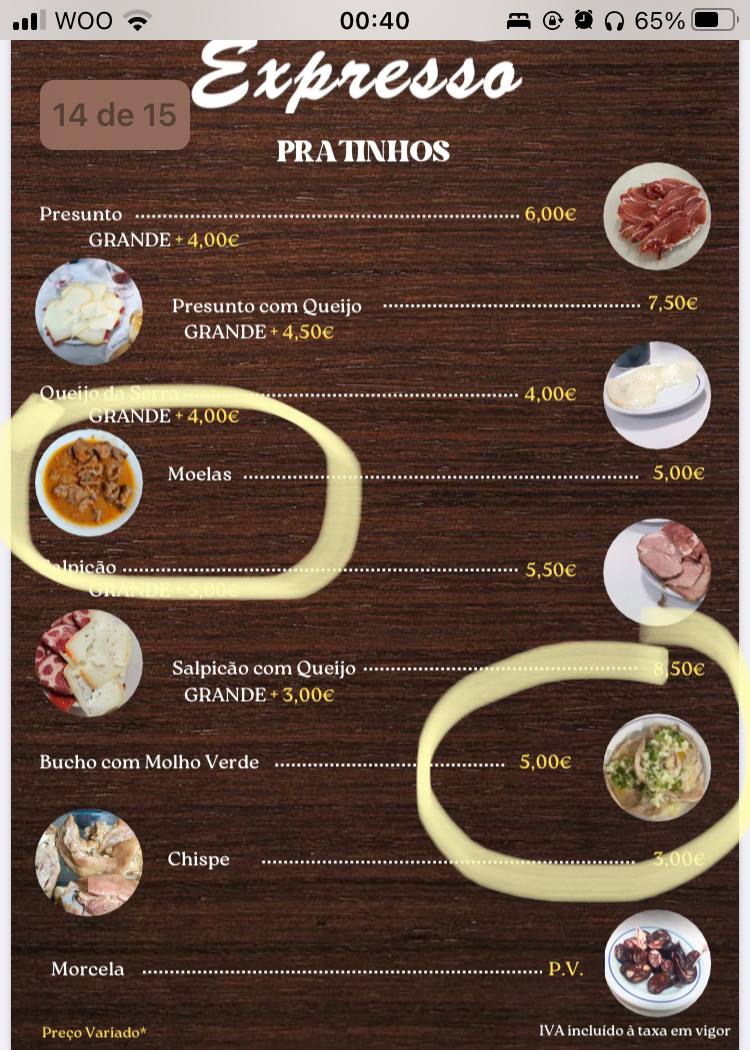 WOO
00:40
65%
Expresso
14 de 15
PRATINHOS
Presunto 6,00€
GRANDE + 4,00€
Presunto com Queijo 7,50€
GRANDE + 4,50€
Queijo da Serra 4,00€
GRANDE + 4,00€
Moelas 5,00€
Salpicão 5,50€
GRANDE + 3,00€
Salpicão com Queijo 8,50€
GRANDE + 3,00€
Bucho com Molho Verde 5,00€
Chispe 3,00€
Morcela P.V.
Preço Variado*
IVA incluído à taxa em vigor